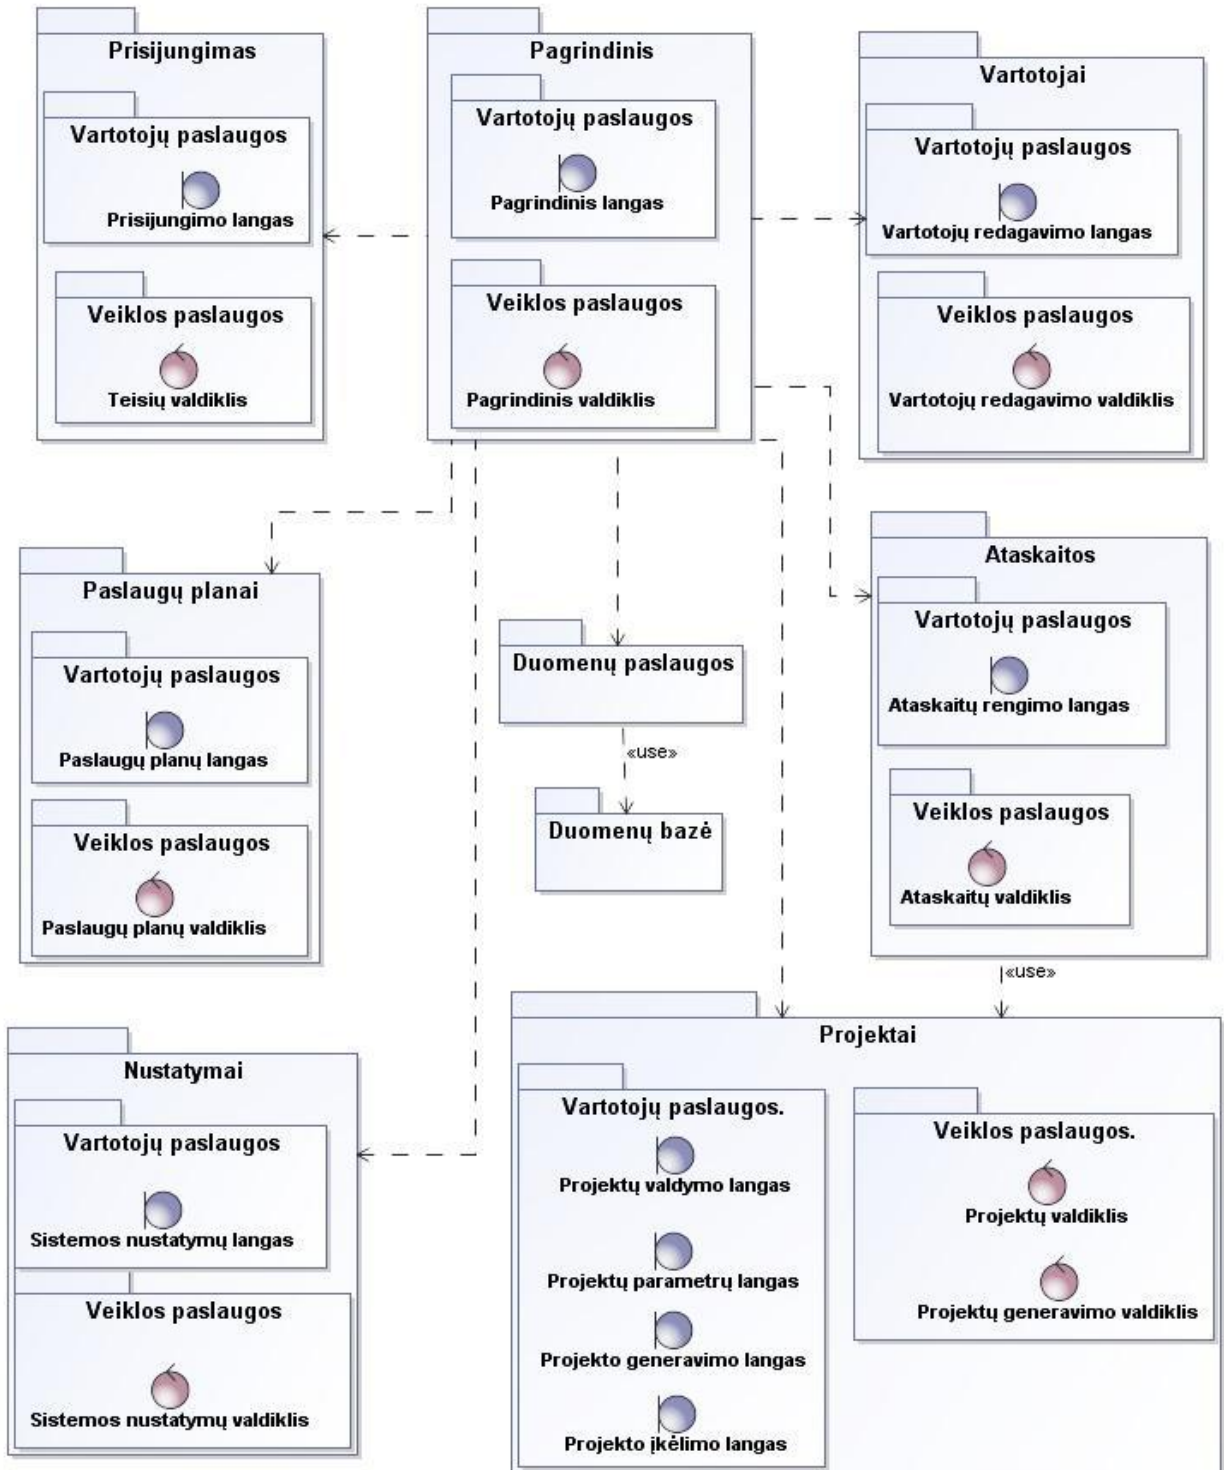 Prisijungimas
Vartotojų paslaugos
Prisijungimo langas
Veiklos paslaugos
Teisių valdiklis
Pagrindinis
Vartotojų paslaugos
Pagrindinis langas
Veiklos paslaugos
Pagrindinis valdiklis
Vartotojai
Vartotojų paslaugos
Vartotojų redagavimo langas
Veiklos paslaugos
Vartotojų redagavimo valdiklis
Paslaugų planai
Vartotojų paslaugos
Paslaugų planų langas
Veiklos paslaugos
Paslaugų planų valdiklis
Duomenų paslaugos
«use»
Duomenų bazė
Ataskaitos
Vartotojų paslaugos
Ataskaitų rengimo langas
Veiklos paslaugos
Ataskaitų valdiklis
«use»
Nustatymai
Vartotojų paslaugos
Sistemos nustatymų langas
Veiklos paslaugos
Sistemos nustatymų valdiklis
Projektai
Vartotojų paslaugos.
Projektų valdymo langas
Projektų parametrų langas
Projekto generavimo langas
Projekto įkėlimo langas
Veiklos paslaugos.
Projektų valdiklis
Projektų generavimo valdiklis